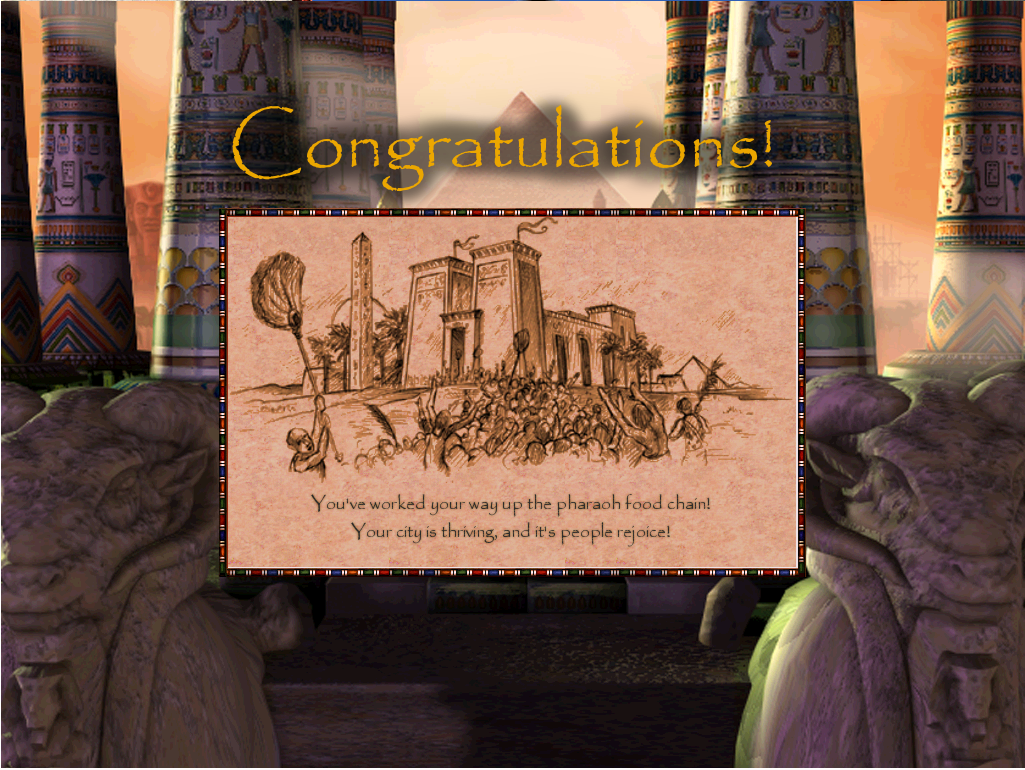 Congratulations!
You've worked your way up the pharaoh food chain!
Your city is thriving, and it's people rejoice!